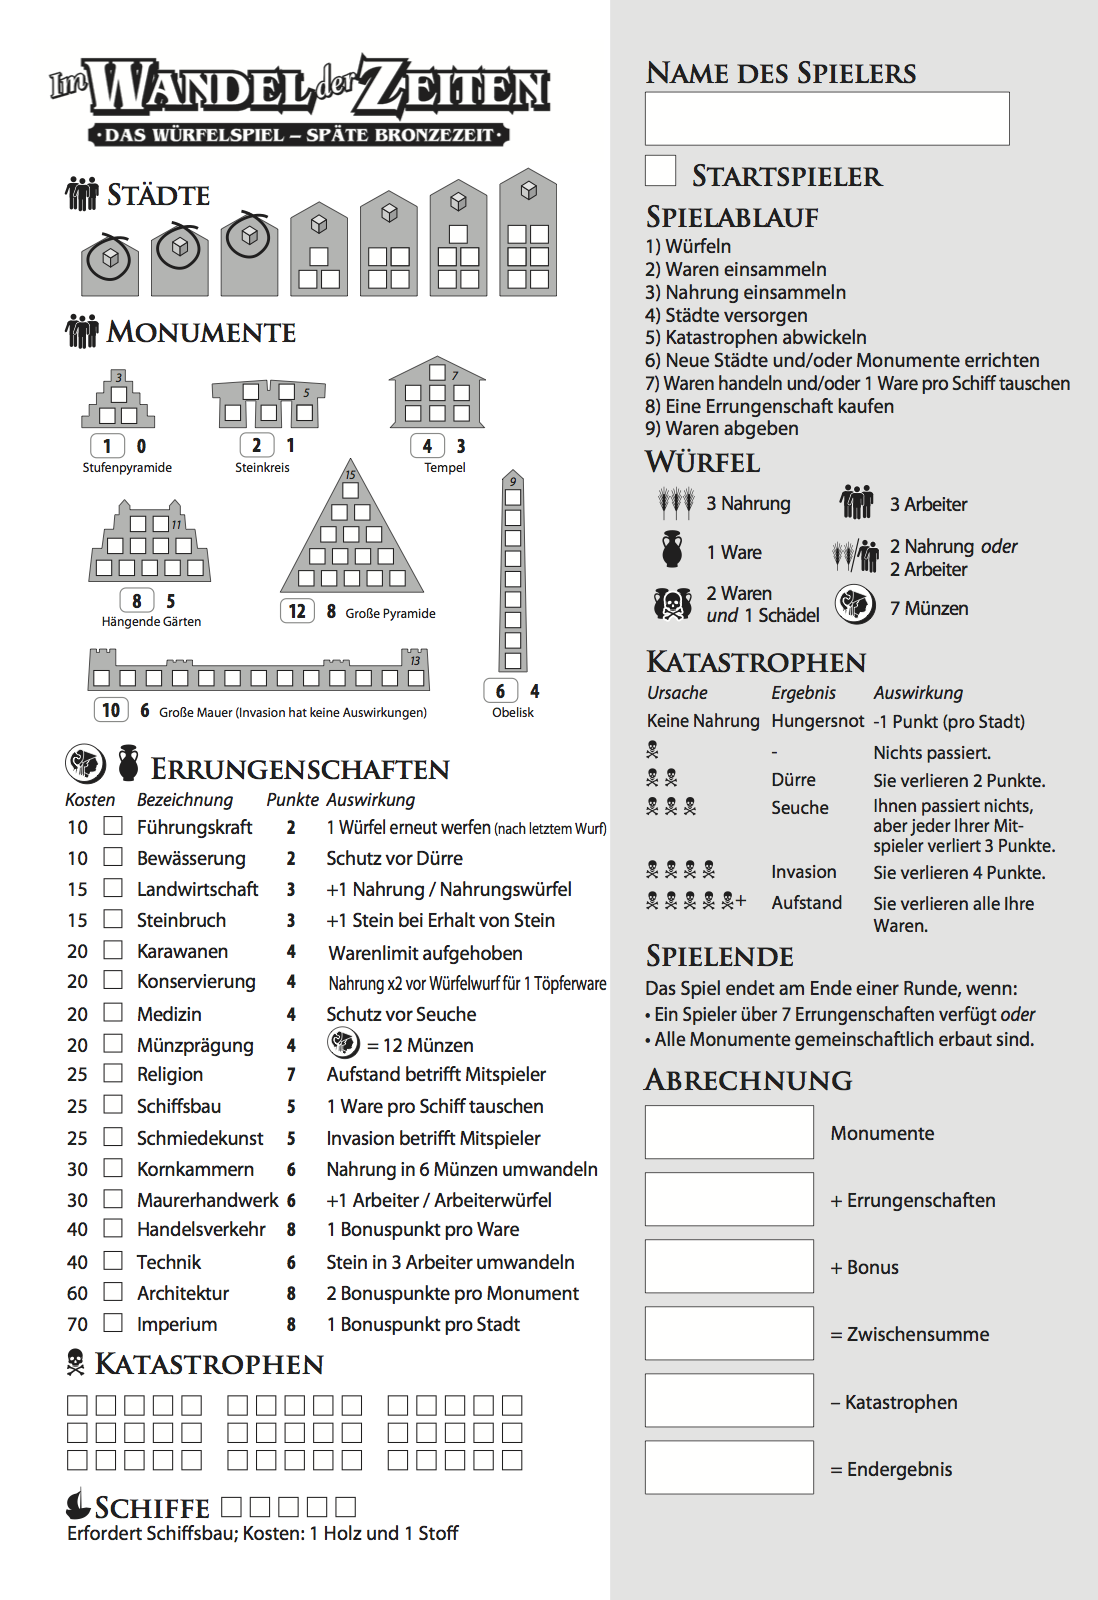 Im WANDEL der ZEITEN
· DAS WÜRFELSPIEL – SPÄTE BRONZEZEIT ·
STÄDTE
MONUMENTE
3
5
7
1 0
Stufenpyramide
2 1
Steinkreis
4 3
Tempel
11
15
9
8 5
Hängende Gärten
12 8 Große Pyramide
13
10 6 Große Mauer (Invasion hat keine Auswirkungen)
6 4
Obelisk
ERRUNGENSCHAFTEN
Kosten Bezeichnung Punkte Auswirkung
10 Führungskraft 2 1 Würfel erneut werfen (nach letztem Wurf)
10 Bewässerung 2 Schutz vor Dürre
15 Landwirtschaft 3 +1 Nahrung / Nahrungswürfel
15 Steinbruch 3 +1 Stein bei Erhalt von Stein
20 Karawanen 4 Warenlimit aufgehoben
20 Konservierung 4 Nahrung x2 vor Würfelwurf für 1 Töpferware
20 Medizin 4 Schutz vor Seuche
20 Münzprägung 4 = 12 Münzen
25 Religion 7 Aufstand betrifft Mitspieler
25 Schiffsbau 5 1 Ware pro Schiff tauschen
25 Schmiedekunst 5 Invasion betrifft Mitspieler
30 Kornkammern 6 Nahrung in 6 Münzen umwandeln
30 Maurerhandwerk 6 +1 Arbeiter / Arbeiterwürfel
40 Handelsverkehr 8 1 Bonuspunkt pro Ware
40 Technik 6 Stein in 3 Arbeiter umwandeln
60 Architektur 8 2 Bonuspunkte pro Monument
70 Imperium 8 1 Bonuspunkt pro Stadt
KATASTROPHEN
SCHIFFE
Erfordert Schiffsbau; Kosten: 1 Holz und 1 Stoff
NAME DES SPIELERS
STARTSPIELER
SPIELABLAUF
1) Würfeln
2) Waren einsammeln
3) Nahrung einsammeln
4) Städte versorgen
5) Katastrophen abwickeln
6) Neue Städte und/oder Monumente errichten
7) Waren handeln und/oder 1 Ware pro Schiff tauschen
8) Eine Errungenschaft kaufen
9) Waren abgeben
WÜRFEL
3 Nahrung
3 Arbeiter
1 Ware
2 Nahrung oder
2 Arbeiter
2 Waren
und 1 Schädel
7 Münzen
KATASTROPHEN
Ursache Ergebnis Auswirkung
Keine Nahrung Hungersnot -1 Punkt (pro Stadt)
- Nichts passiert.
Dürre Sie verlieren 2 Punkte.
Seuche Ihnen passiert nichts,
aber jeder Ihrer Mit-
spieler verliert 3 Punkte.
Invasion Sie verlieren 4 Punkte.
+ Aufstand Sie verlieren alle Ihre
Waren.
SPIELENDE
Das Spiel endet am Ende einer Runde, wenn:
• Ein Spieler über 7 Errungenschaften verfügt oder
• Alle Monumente gemeinschaftlich erbaut sind.
ABRECHNUNG
Monumente
+ Errungenschaften
+ Bonus
= Zwischensumme
– Katastrophen
= Endergebnis